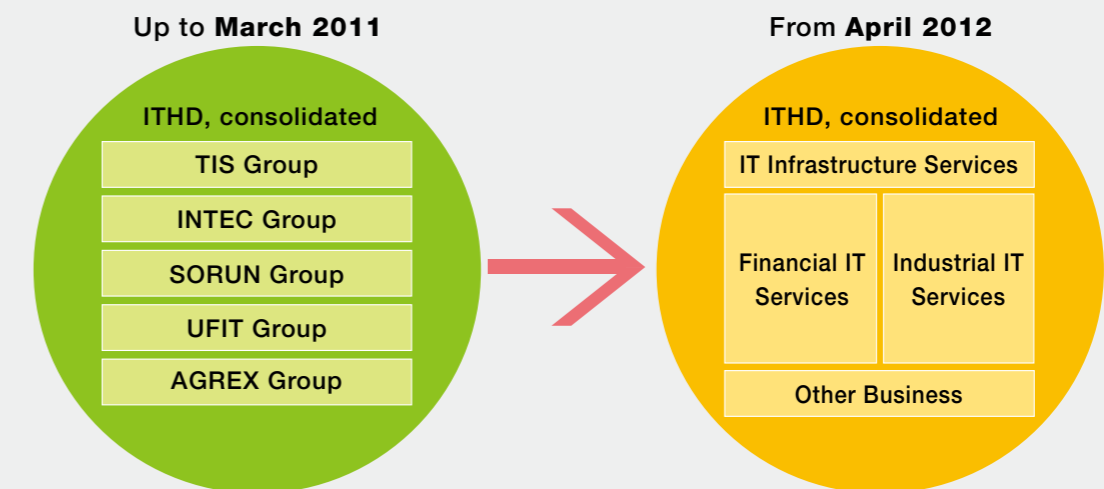 Up to March 2011
ITHD, consolidated
TIS Group
INTEC Group
SORUN Group
UFIT Group
AGREX Group
From April 2012
ITHD, consolidated
IT Infrastructure Services
Financial IT
Services
Industrial IT
Services
Other Business